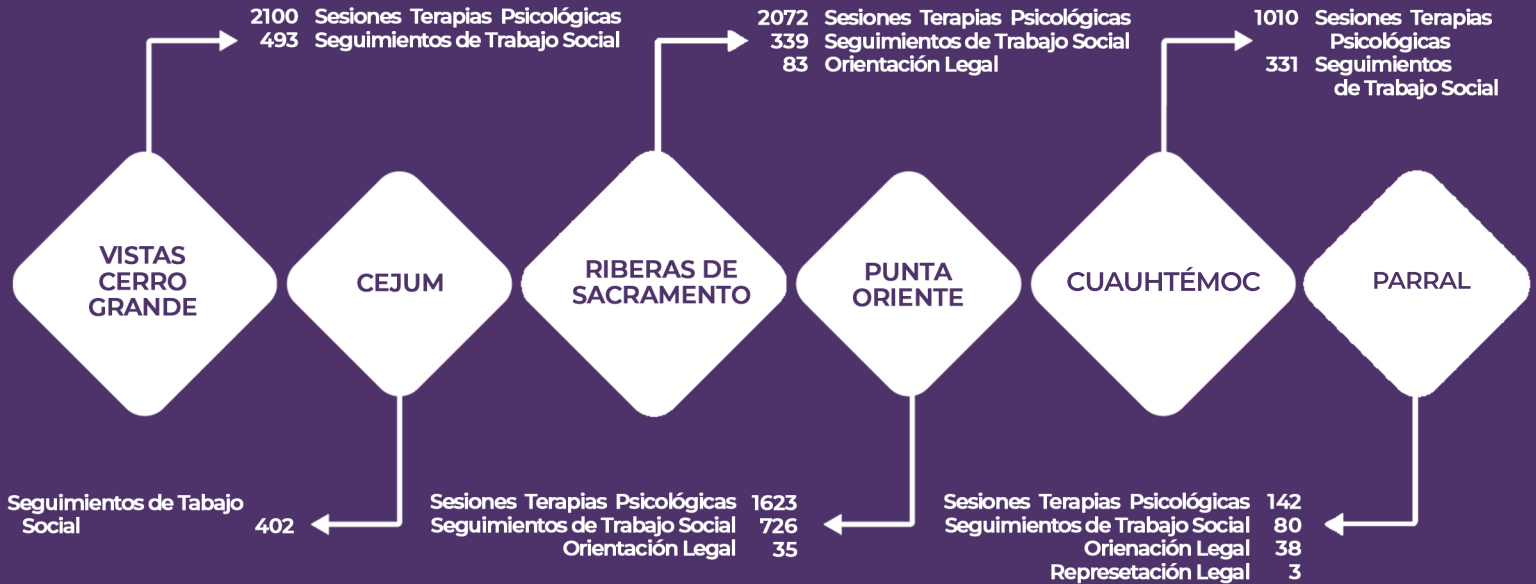 2100 Sesiones Terapias Psicológicas
493 Seguimientos de Trabajo Social
2072 Sesiones Terapias Psicológicas
339 Seguimientos de Trabajo Social
83 Orientación Legal
1010 Sesiones Terapias
Psicológicas
331 Seguimientos
de Trabajo Social
VISTAS
CERRO
GRANDE
CEJUM
RIBERAS DE
SACRAMENTO
PUNTA
ORIENTE
CUAUHTÉMOC
PARRAL
Seguimientos de Tabajo
Social 402
Sesiones Terapias Psicológicas 1623
Seguimientos de Trabajo Social 726
Orientación Legal 35
Sesiones Terapias Psicológicas 142
Seguimientos de Trabajo Social 80
Orienación Legal 38
Represetación Legal 3